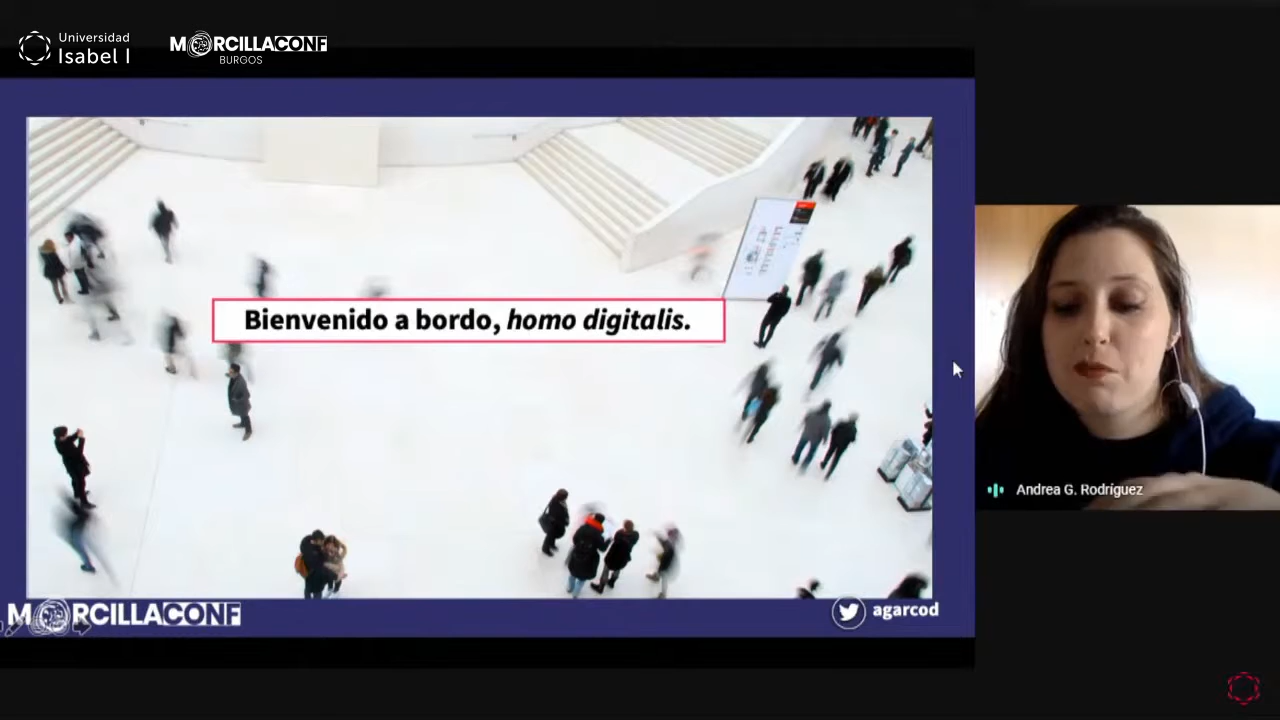 Universidad
Isabel I
MORCILLACONF
BURGOS
Bienvenido a bordo, homo digitalis.
Andrea G. Rodríguez
MORCILLACONF
agarcod